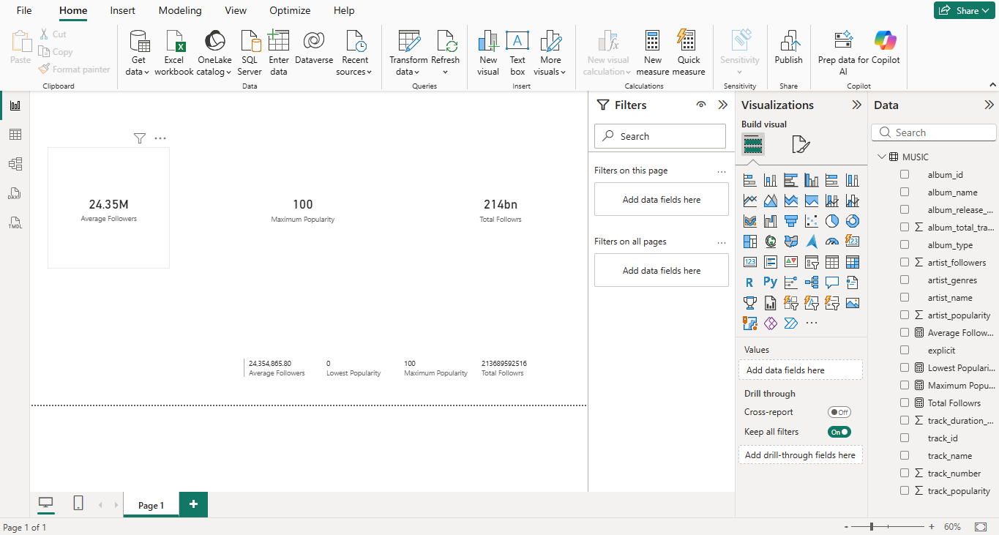 File Home Insert Modeling View Optimize Help Share
Paste
Cut
Copy
Format painter
Clipboard
Get data
Excel workbook
OneLake catalog
SQL Server
Enter data
Dataverse
Recent sources
Data
Transform data
Refresh
Queries
New visual
Text box
More visuals
Insert
New visual calculation
New measure
Quick measure
Calculations
Sensitivity
Sensitivity
Publish
Share
Prep data for AI
Copilot
Copilot
DAX
TMDL
24.35M
Average Followers
100
Maximum Popularity
214bn
Total Followrs
24,354,865.80
Average Followers
0
Lowest Popularity
100
Maximum Popularity
213689592516
Total Followrs
Filters
Search
Filters on this page ...
Add data fields here
Filters on all pages ...
Add data fields here
Visualizations
Build visual
123
123
R
Py
...
Values
Add data fields here
Drill through
Cross-report Off
Keep all filters On
Add drill-through fields here
Data
Search
MUSIC
album_id
album_name
album_release_...
Σ album_total_tra...
album_type
Σ artist_followers
artist_genres
artist_name
Σ artist_popularity
Average Follow...
explicit
Lowest Populari...
Maximum Popu...
Total Followrs
Σ track_duration_...
track_id
track_name
Σ track_number
Σ track_popularity
Page 1
+
Page 1 of 1
- + 60%